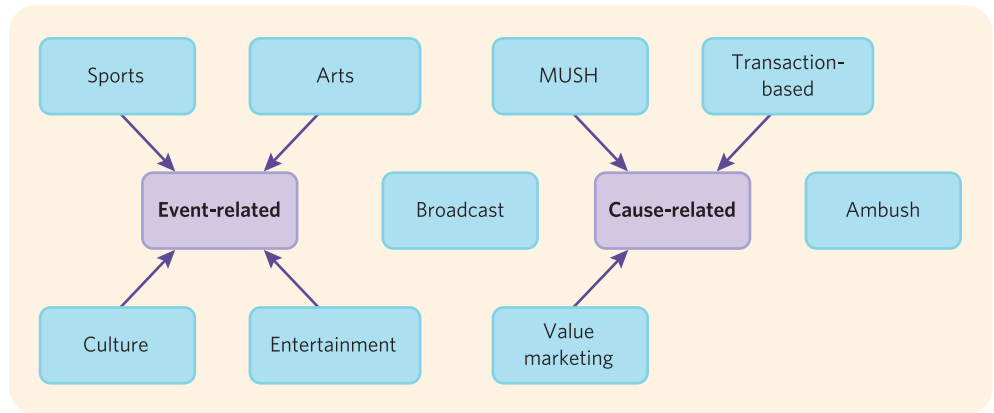 Sports
Arts
MUSH
Transaction-
based
Event-related
Broadcast
Cause-related
Ambush
Culture
Entertainment
Value
marketing